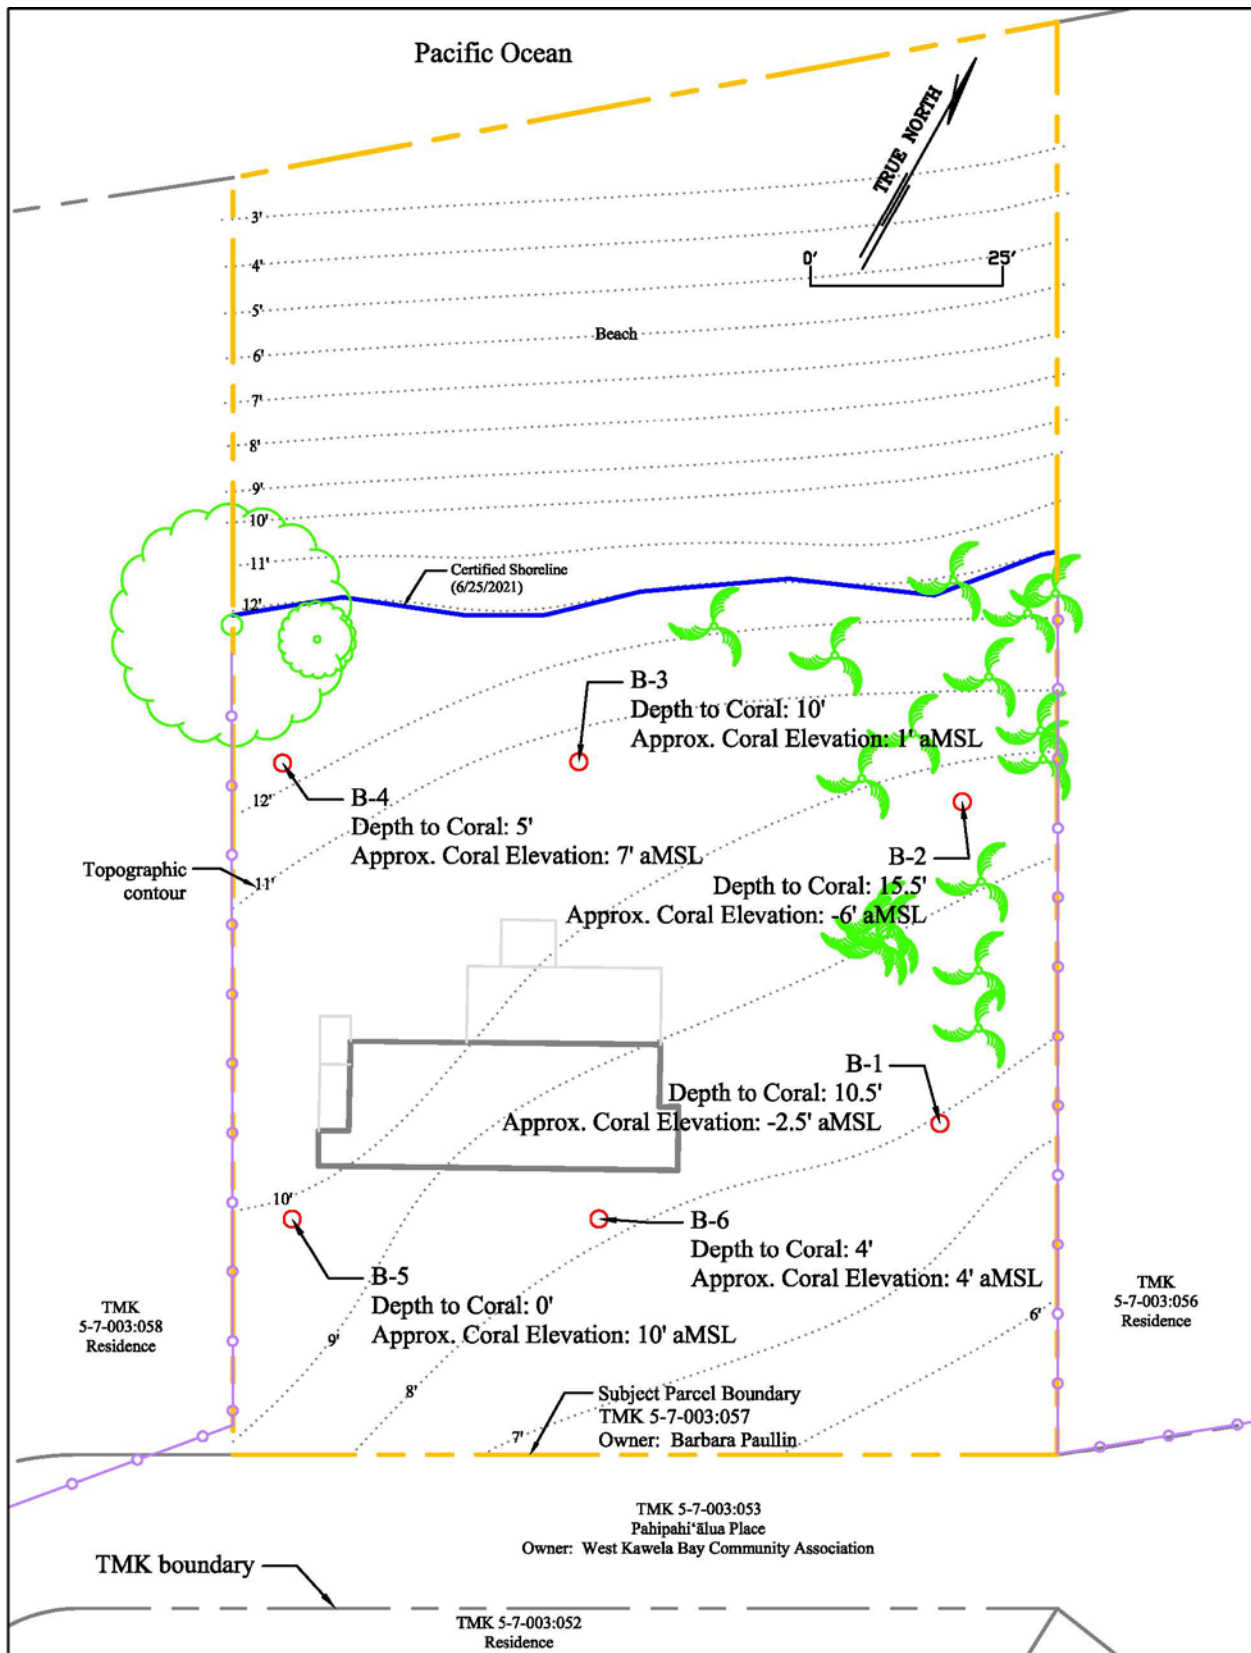 Pacific Ocean
TRUE NORTH
0' 25'
3'
4'
5'
Beach
6'
7'
8'
9'
10'
11'
Certified Shoreline
(6/25/2021)
12'
B-3
Depth to Coral: 10'
Approx. Coral Elevation: 1' aMSL
12'
B-4
Depth to Coral: 5'
Approx. Coral Elevation: 7' aMSL
B-2
Depth to Coral: 15.5'
Approx. Coral Elevation: -6' aMSL
Topographic
contour
11'
B-1
Depth to Coral: 10.5'
Approx. Coral Elevation: -2.5' aMSL
10'
B-6
Depth to Coral: 4'
Approx. Coral Elevation: 4' aMSL
B-5
Depth to Coral: 0'
Approx. Coral Elevation: 10' aMSL
TMK
5-7-003:058
Residence
TMK
5-7-003:056
Residence
6'
9'
8'
7'
Subject Parcel Boundary
TMK 5-7-003:057
Owner: Barbara Paullin
TMK 5-7-003:053
Pahipahi‘ālua Place
Owner: West Kawela Bay Community Association
TMK boundary
TMK 5-7-003:052
Residence